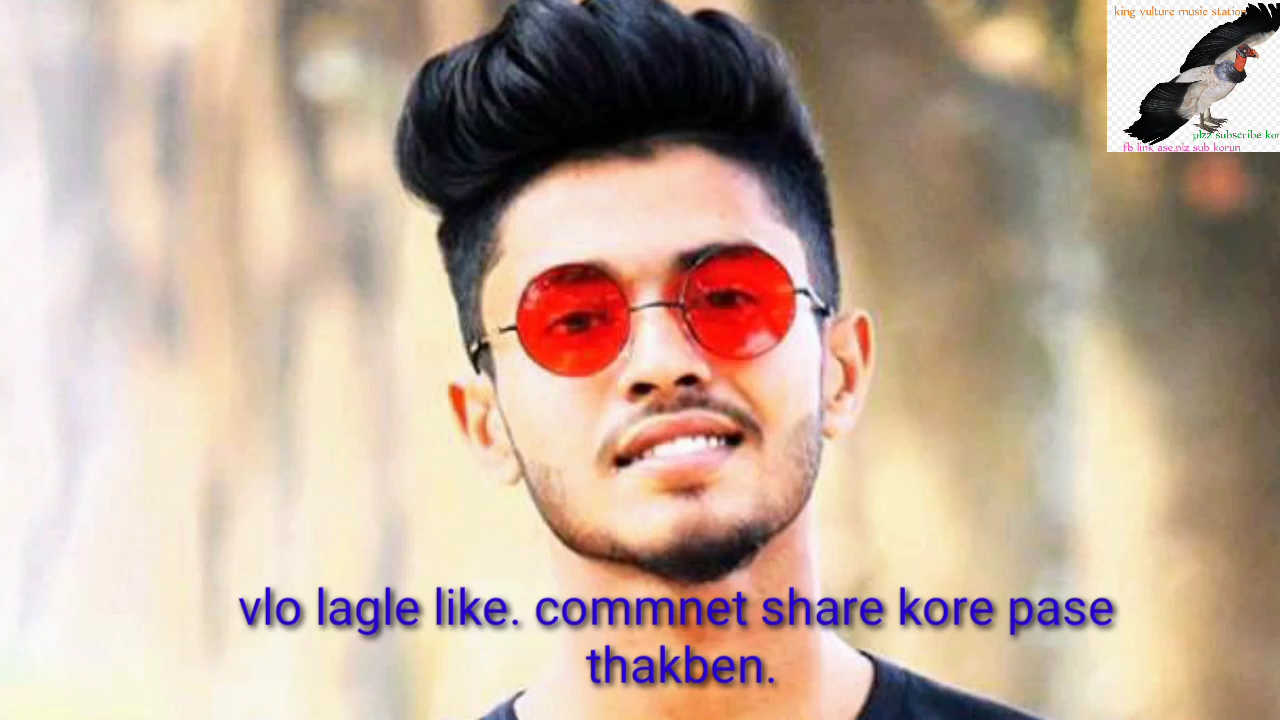 king vulture music station
plzz subscribe kor
fb link ase.plz sub korun
vlo lagle like. commnet share kore pase
thakben.